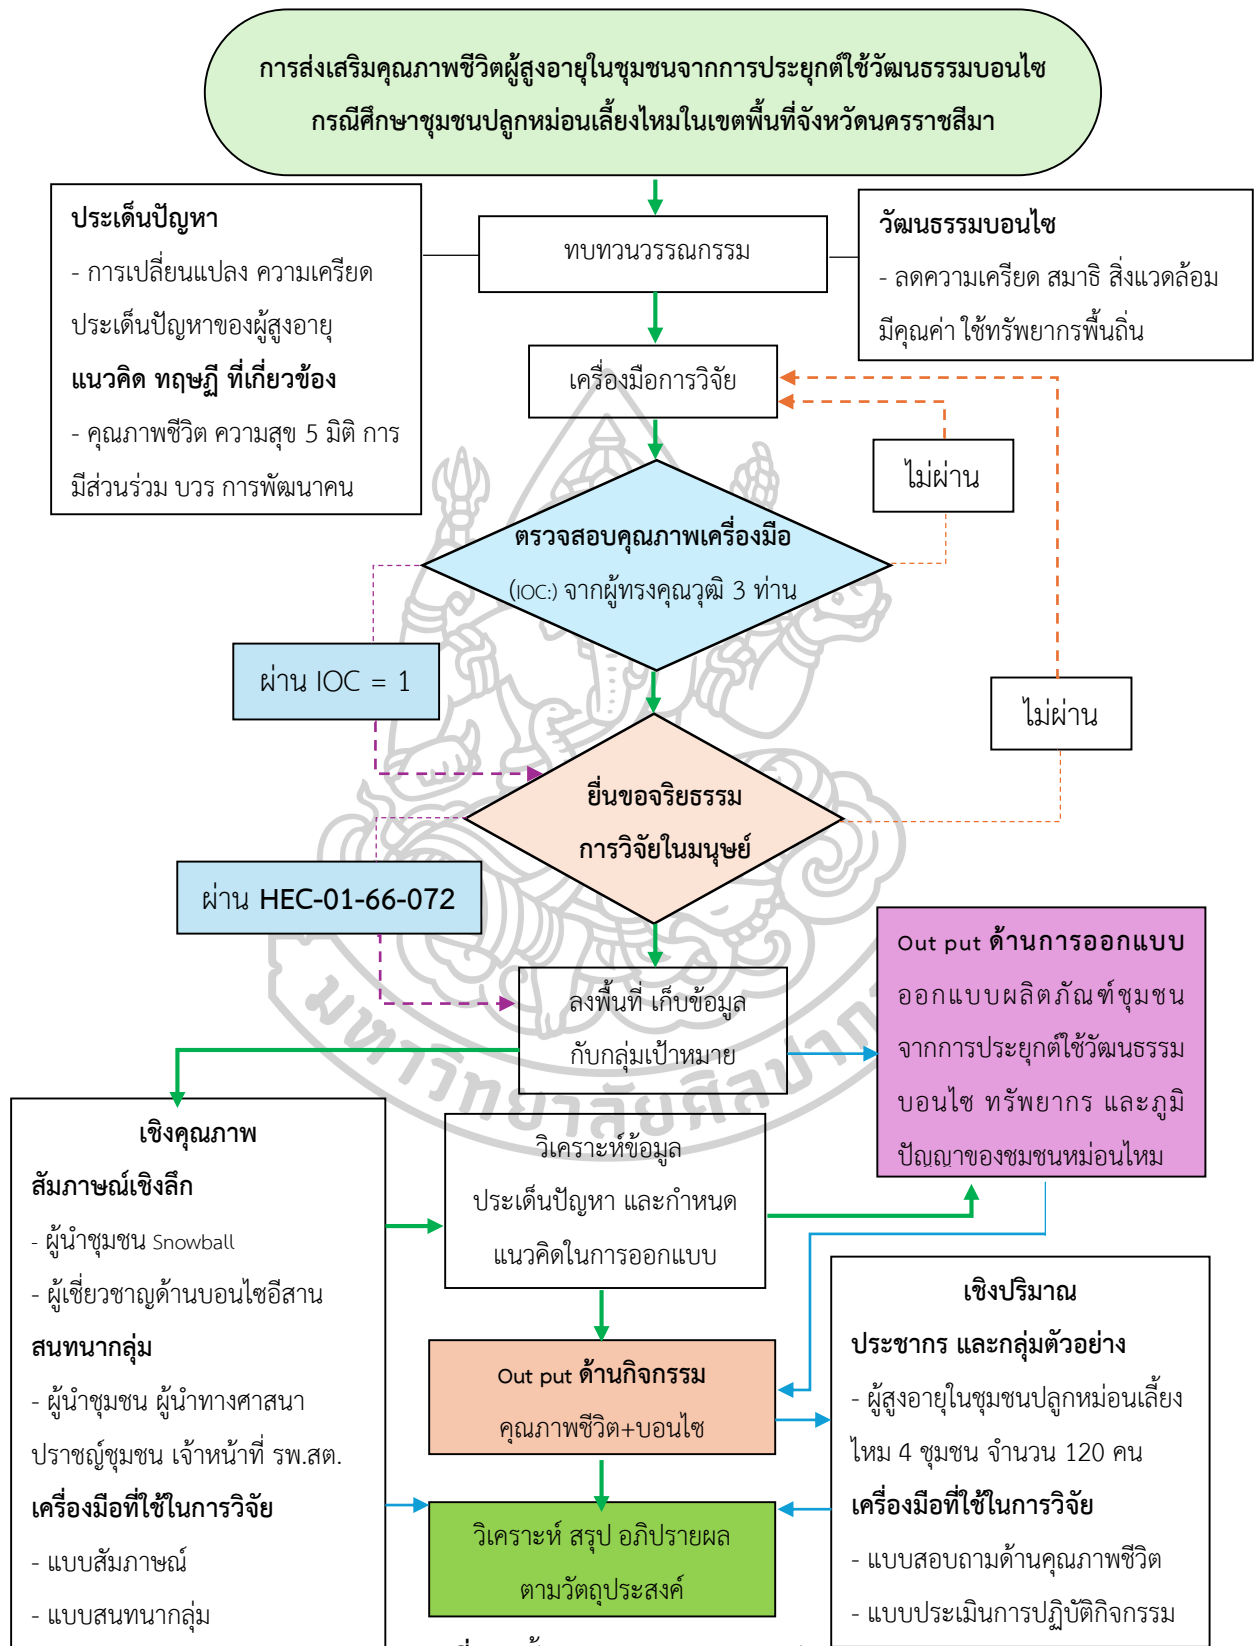 การส่งเสริมคุณภาพชีวิตผู้สูงอายุในชุมชนจากการประยุกต์ใช้วัฒนธรรมบอนไซ
กรณีศึกษาชุมชนปลูกหม่อนเลี้ยงไหมในเขตพื้นที่จังหวัดนครราชสีมา
ประเด็นปัญหา
- การเปลี่ยนแปลง ความเครียด
ประเด็นปัญหาของผู้สูงอายุ
แนวคิด ทฤษฎี ที่เกี่ยวข้อง
- คุณภาพชีวิต ความสุข 5 มิติ การ
มีส่วนร่วม บวร การพัฒนาคน
ทบทวนวรรณกรรม
วัฒนธรรมบอนไซ
- ลดความเครียด สมาธิ สิ่งแวดล้อม
มีคุณค่า ใช้ทรัพยากรพื้นถิ่น
เครื่องมือการวิจัย
ไม่ผ่าน
ตรวจสอบคุณภาพเครื่องมือ
(IOC:) จากผู้ทรงคุณวุฒิ 3 ท่าน
ผ่าน IOC = 1
ไม่ผ่าน
ยื่นขอจริยธรรม
การวิจัยในมนุษย์
ผ่าน HEC-01-66-072
ลงพื้นที่ เก็บข้อมูล
กับกลุ่มเป้าหมาย
Out put ด้านการออกแบบ
ออกแบบผลิตภัณฑ์ชุมชน
จากการประยุกต์ใช้วัฒนธรรม
บอนไซ ทรัพยากร และภูมิ
ปัญญาของชุมชนหม่อนไหม
มหาวิทยาลัยศิลปาก
เชิงคุณภาพ
สัมภาษณ์เชิงลึก
- ผู้นำชุมชน Snowball
- ผู้เชี่ยวชาญด้านบอนไซอีสาน
สนทนากลุ่ม
- ผู้นำชุมชน ผู้นำทางศาสนา
ปราชญ์ชุมชน เจ้าหน้าที่ รพ.สต.
เครื่องมือที่ใช้ในการวิจัย
- แบบสัมภาษณ์
- แบบสนทนากลุ่ม
วิเคราะห์ข้อมูล
ประเด็นปัญหา และกำหนด
แนวคิดในการออกแบบ
Out put ด้านกิจกรรม
คุณภาพชีวิต+บอนไซ
วิเคราะห์ สรุป อภิปรายผล
ตามวัตถุประสงค์
เชิงปริมาณ
ประชากร และกลุ่มตัวอย่าง
- ผู้สูงอายุในชุมชนปลูกหม่อนเลี้ยง
ไหม 4 ชุมชน จำนวน 120 คน
เครื่องมือที่ใช้ในการวิจัย
- แบบสอบถามด้านคุณภาพชีวิต
- แบบประเมินการปฏิบัติกิจกรรม